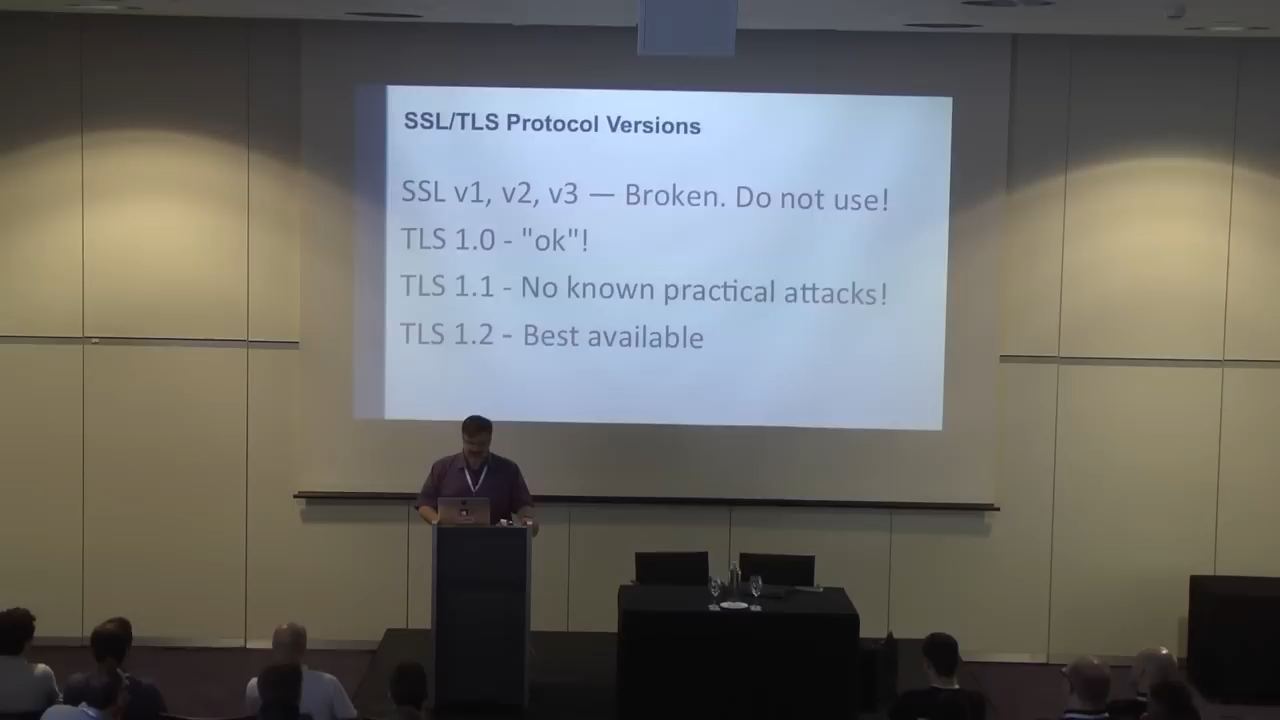 SSL/TLS Protocol Versions
SSL v1, v2, v3 — Broken. Do not use!
TLS 1.0 - "ok"!
TLS 1.1 - No known practical attacks!
TLS 1.2 - Best available